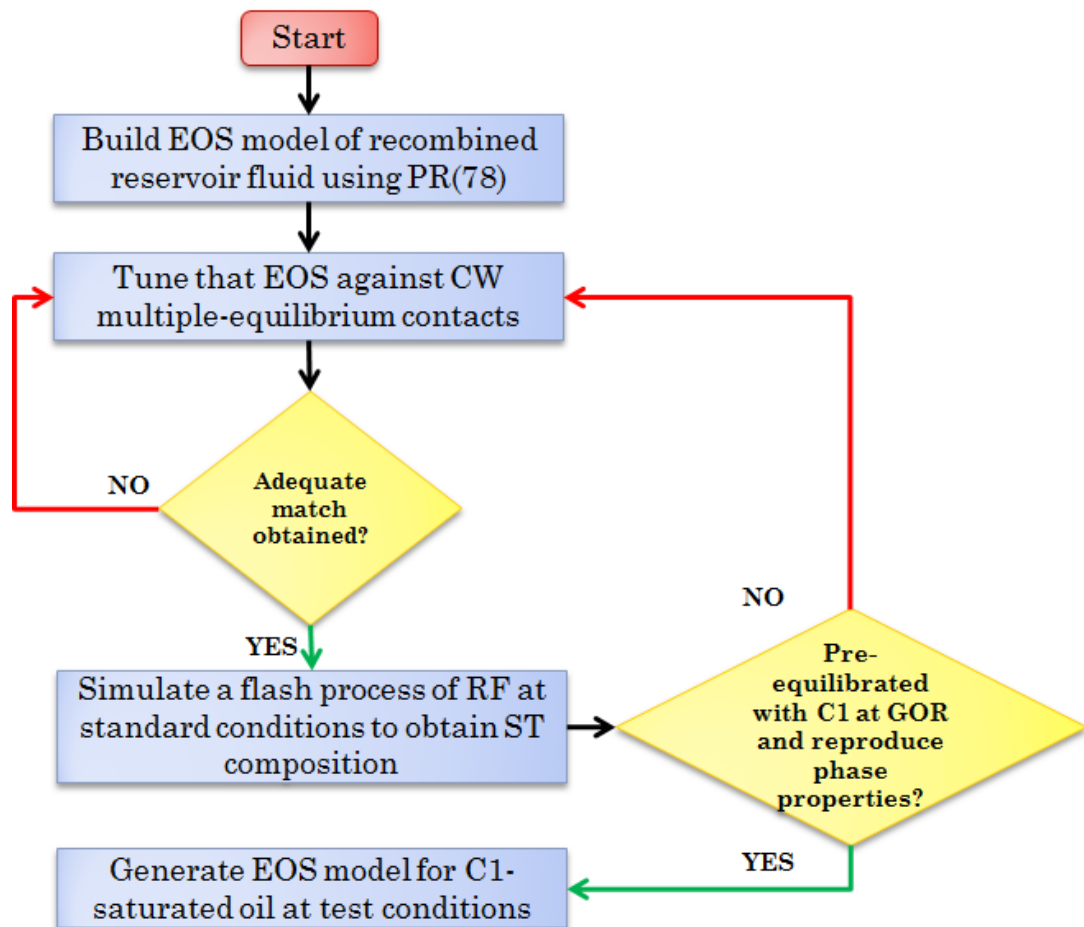 Start
Build EOS model of recombined
reservoir fluid using PR(78)
Tune that EOS against CW
multiple-equilibrium contacts
NO
Adequate
match
obtained?
YES
Simulate a flash process of RF at
standard conditions to obtain ST
composition
NO
Pre-
equilibrated
with C1 at GOR
and reproduce
phase
properties?
YES
Generate EOS model for C1-
saturated oil at test conditions